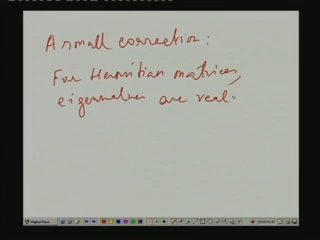 A small correction:
For Hermitian matrices,
eigenvalues are real.